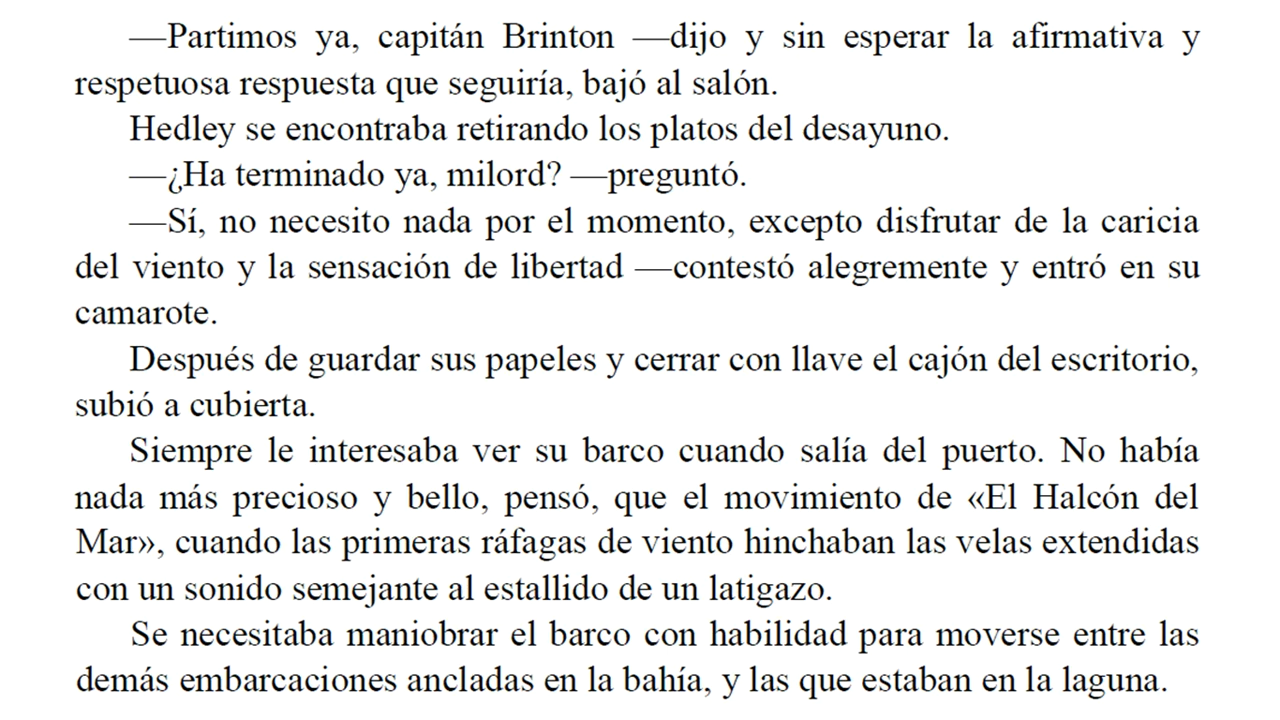 —Partimos ya, capitán Brinton —dijo y sin esperar la afirmativa y
respetuosa respuesta que seguiría, bajó al salón.
Hedley se encontraba retirando los platos del desayuno.
—¿Ha terminado ya, milord? —preguntó.
—Sí, no necesito nada por el momento, excepto disfrutar de la caricia
del viento y la sensación de libertad —contestó alegremente y entró en su
camarote.
Después de guardar sus papeles y cerrar con llave el cajón del escritorio,
subió a cubierta.
Siempre le interesaba ver su barco cuando salía del puerto. No había
nada más precioso y bello, pensó, que el movimiento de «El Halcón del
Mar», cuando las primeras ráfagas de viento hinchaban las velas extendidas
con un sonido semejante al estallido de un latigazo.
Se necesitaba maniobrar el barco con habilidad para moverse entre las
demás embarcaciones ancladas en la bahía, y las que estaban en la laguna.